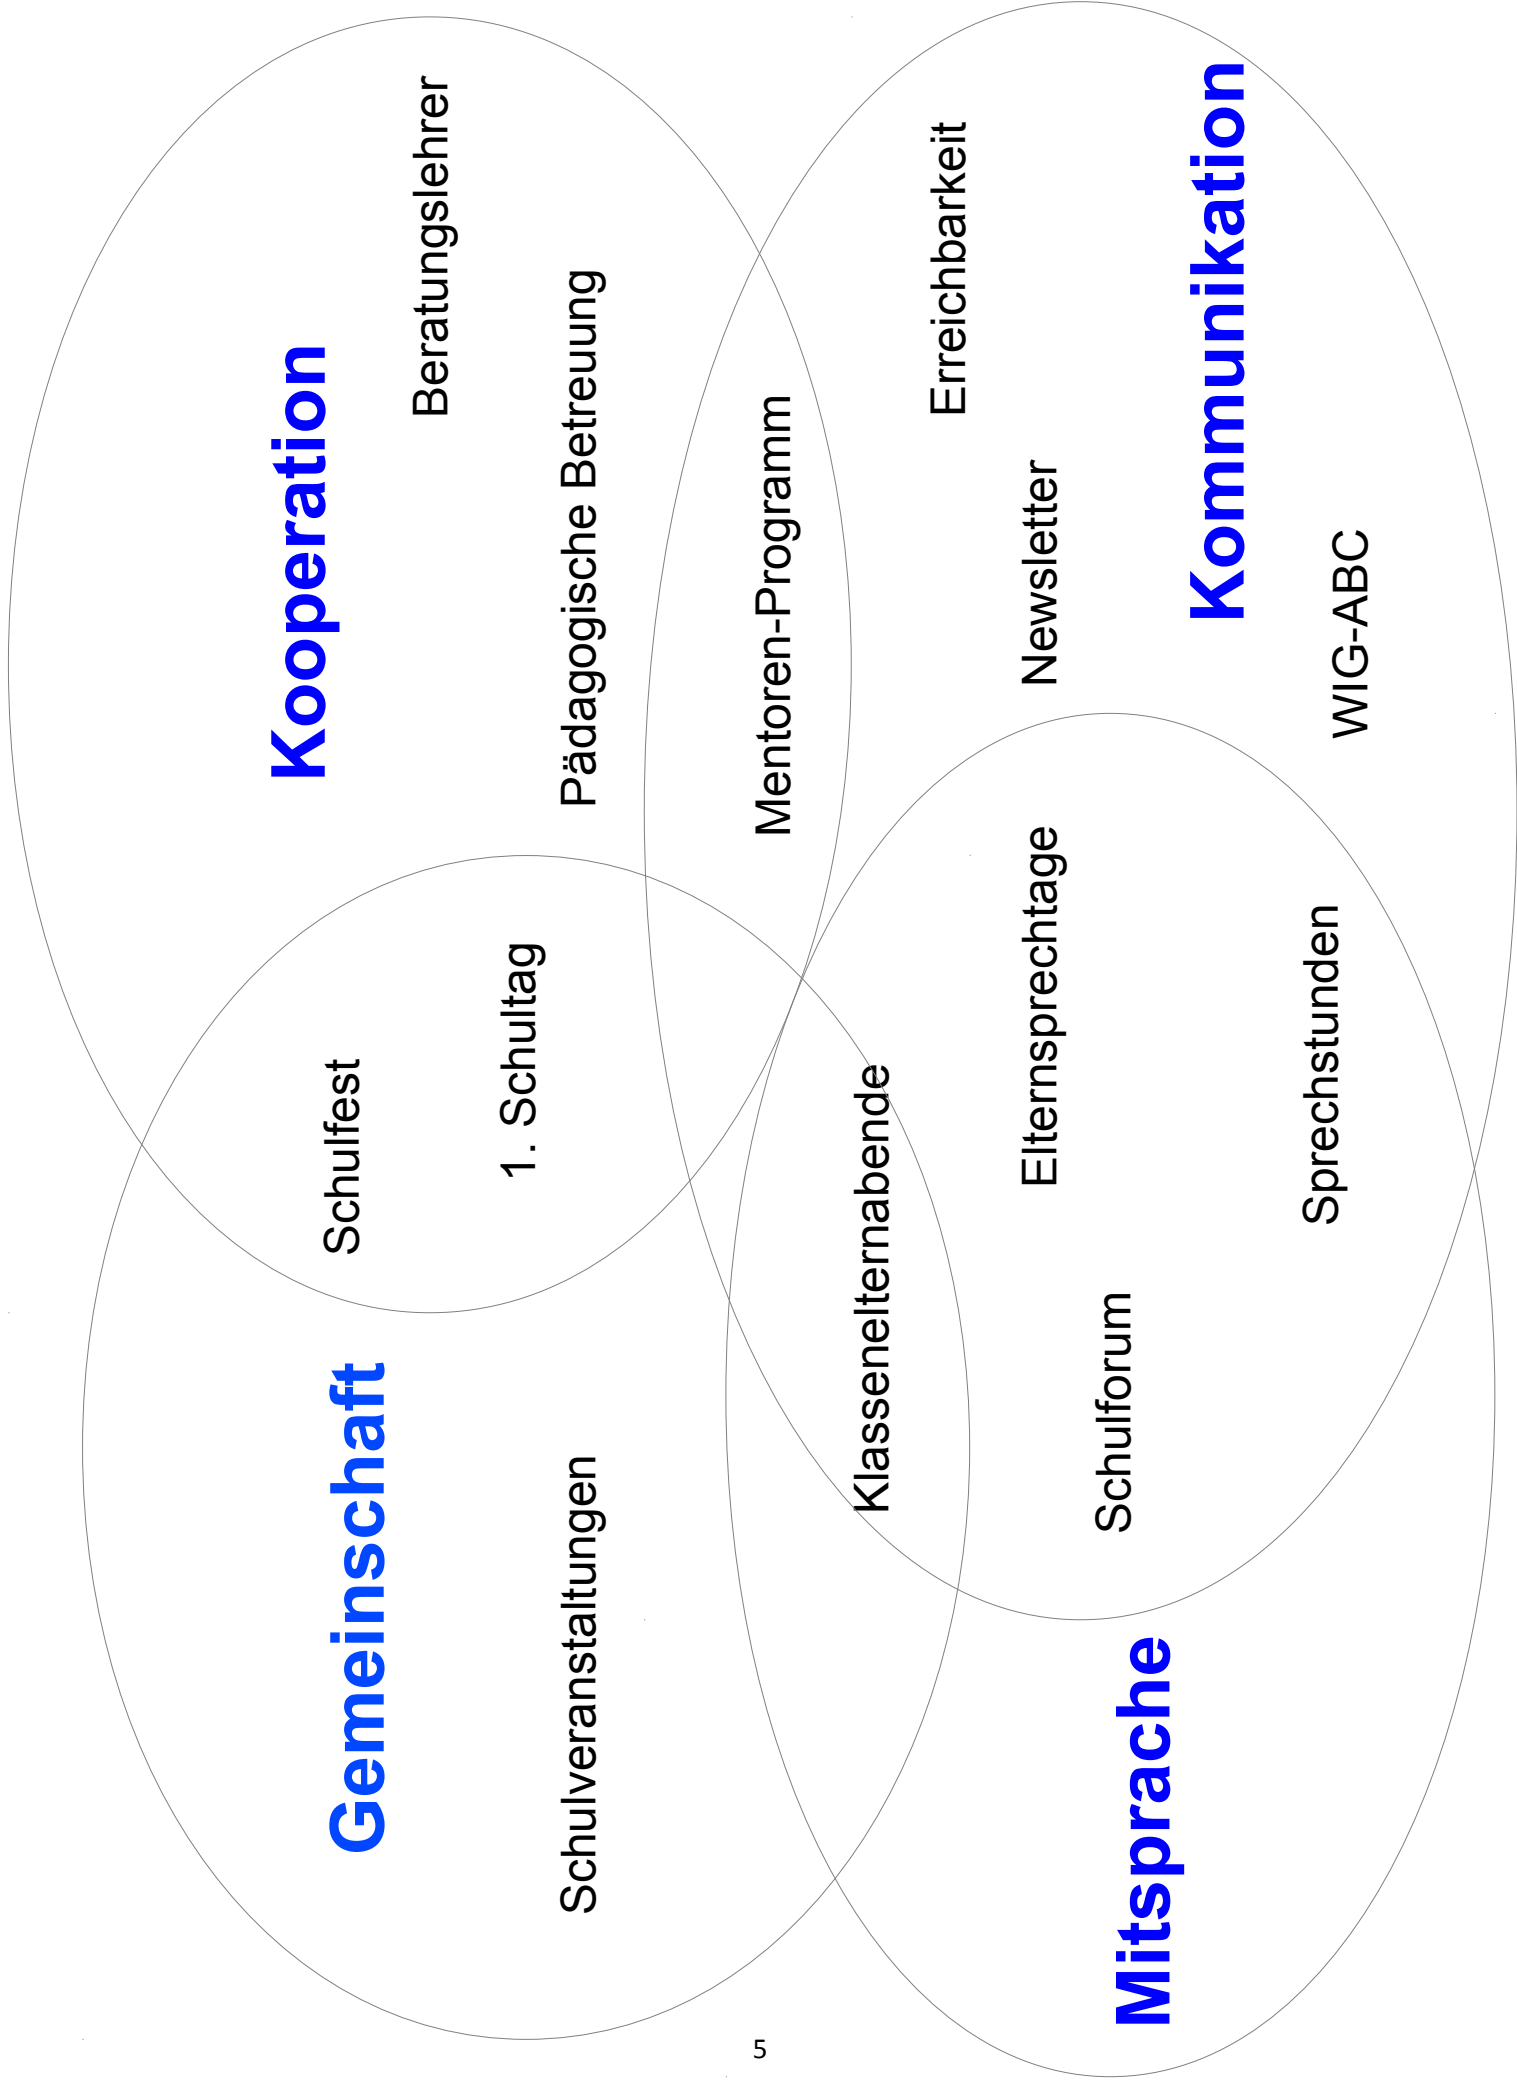 Gemeinschaft
Kooperation
Schulfest
Beratungslehrer
1. Schultag
Schulveranstaltungen
Pädagogische Betreuung
Mentoren-Programm
Klassenelternabende
Erreichbarkeit
Elternsprechtage
Newsletter
Schulforum
Mitsprache
Kommunikation
Sprechstunden
WIG-ABC
5